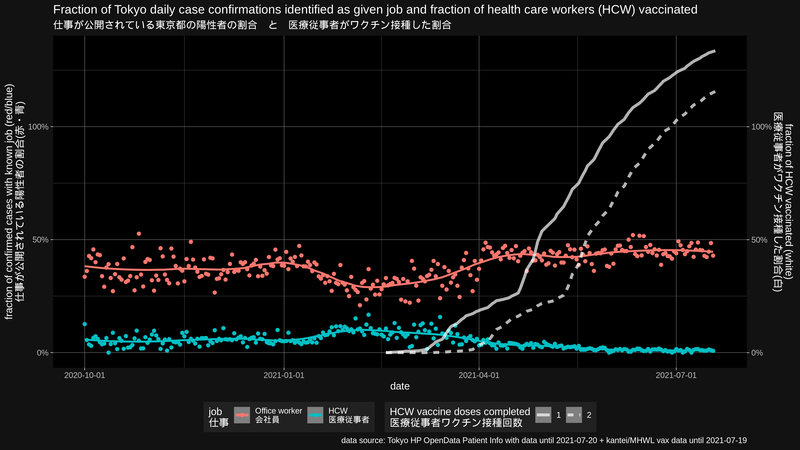 Fraction of Tokyo daily case confirmations identified as given job and fraction of health care workers (HCW) vaccinated
仕事が公開されている東京都の陽性者の割合 と 医療従事者がワクチン接種した割合
fraction of confirmed cases with known job (red/blue)
仕事が公開されている陽性者の割合(赤・青)
100%
50%
0%
100%
50%
0%
fraction of HCW vaccinated (white)
医療従事者がワクチン接種した割合(白)
2020-10-01
2021-01-01
2021-04-01
2021-07-01
date
job
仕事
Office worker
会社員
HCW
医療従事者
HCW vaccine doses completed
医療従事者ワクチン接種回数
1
2
data source: Tokyo HP OpenData Patient Info with data until 2021-07-20 + kantei/MHWL vax data until 2021-07-19